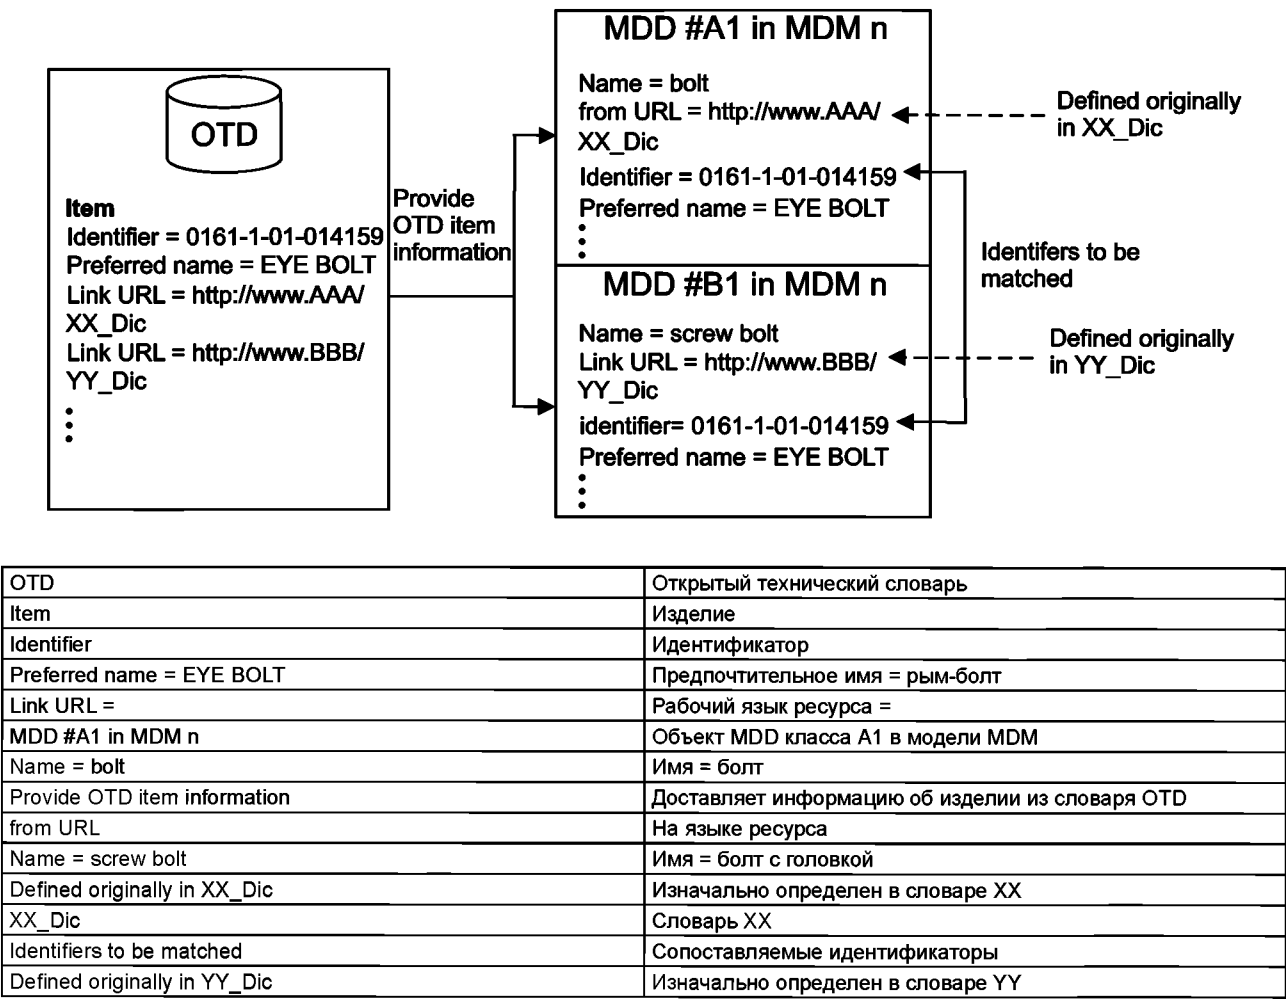 OTD
Item
Identifier = 0161-1-01-014159
Preferred name = EYE BOLT
Link URL = http://www.AAA/
XX_Dic
Link URL = http://www.BBB/
YY_Dic
Provide
OTD item
information
MDD #A1 in MDM n
Name = bolt
from URL = http://www.AAA/
XX_Dic
Identifier = 0161-1-01-014159
Preferred name = EYE BOLT
MDD #B1 in MDM n
Name = screw bolt
Link URL = http://www.BBB/
YY_Dic
identifier= 0161-1-01-014159
Preferred name = EYE BOLT
Defined originally
in XX_Dic
Identifers to be
matched
Defined originally
in YY_Dic
OTD Открытый технический словарь
Item Изделие
Identifier Идентификатор
Preferred name = EYE BOLT Предпочтительное имя = рым-болт
Link URL = Рабочий язык ресурса =
MDD #A1 in MDM n Объект MDD класса A1 в модели MDM
Name = bolt Имя = болт
Provide OTD item information Доставляет информацию об изделии из словаря OTD
from URL На языке ресурса
Name = screw bolt Имя = болт с головкой
Defined originally in XX_Dic Изначально определен в словаре XX
XX_Dic Словарь XX
Identifiers to be matched Сопоставляемые идентификаторы
Defined originally in YY_Dic Изначально определен в словаре YY